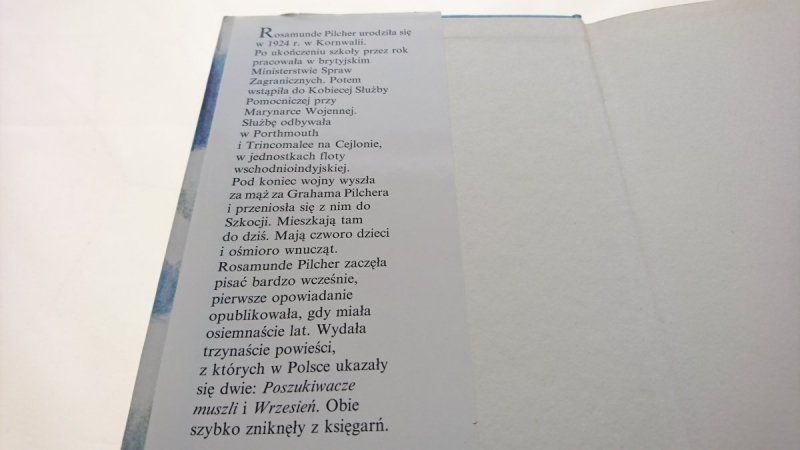 Rosamunde Pilcher urodziła się
w 1924 r. w Kornwalii.
Po ukończeniu szkoły przez rok
pracowała w brytyjskim
Ministerstwie Spraw
Zagranicznych. Potem
wstąpiła do Kobiecej Służby
Pomocniczej przy
Marynarce Wojennej.
Służbę odbywała
w Porthmouth
i Trincomalee na Cejlonie,
w jednostkach floty
wschodnioindyjskiej.
Pod koniec wojny wyszła
za mąż za Grahama Pilchera
i przeniosła się z nim do
Szkocji. Mieszkają tam
do dziś. Mają czworo dzieci
i ośmioro wnucząt.
Rosamunde Pilcher zaczęła
pisać bardzo wcześnie,
pierwsze opowiadanie
opublikowała, gdy miała
osiemnaście lat. Wydała
trzynaście powieści,
z których w Polsce ukazały
się dwie: Poszukiwacze
muszli i Wrzesień. Obie
szybko zniknęły z księgarń.